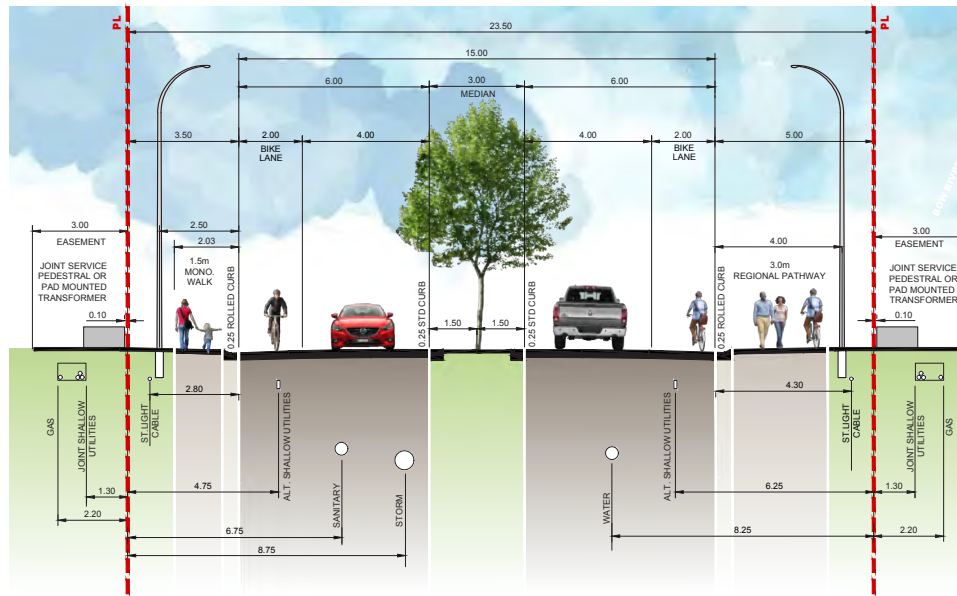 PL
PL
23.50
15.00
6.00
3.00
6.00
MEDIAN
3.50
2.00
4.00
4.00
2.00
5.00
BIKE
LANE
BIKE
LANE
3.00
2.50
4.00
3.00
EASEMENT
2.03
EASEMENT
JOINT SERVICE
PEDESTRAL OR
PAD MOUNTED
TRANSFORMER
1.5m
MONO.
WALK
3.0m
REGIONAL PATHWAY
JOINT SERVICE
PEDESTRAL OR
PAD MOUNTED
TRANSFORMER
0.25 ROLLED CURB
0.25 STD CURB
0.25 STD CURB
0.25 ROLLED CURB
0.10
1.50
1.50
0.10
2.80
4.30
GAS
JOINT SHALLOW
UTILITIES
ST.LIGHT
CABLE
ALT. SHALLOW UTILITIES
SANITARY
STORM
WATER
ALT. SHALLOW UTILITIES
ST.LIGHT
CABLE
JOINT SHALLOW
UTILITIES
GAS
1.30
4.75
6.25
1.30
2.20
6.75
8.25
2.20
8.75